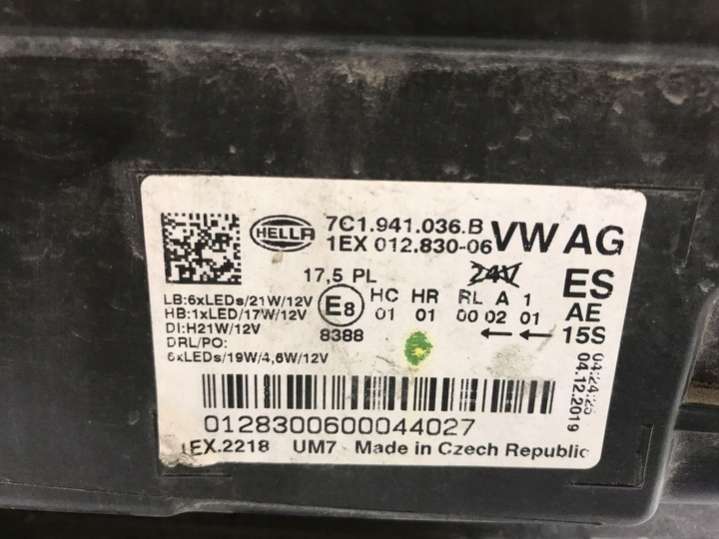 HELLA
7C1.941.036.B
1EX 012.830-06
VW AG
17,5 PL
24V
ES
LB:6xLEDs/21W/12V
HB:1xLED/17W/12V
DI:H21W/12V
DRL/PO:
6xLEDs/19W/4,6W/12V
E8
8388
HC HR RL A 1
01 01 00 02 01
AE
15S
04:24:25
04.12.2019
0128300600044027
1EX.2218 UM7 Made in Czech Republic